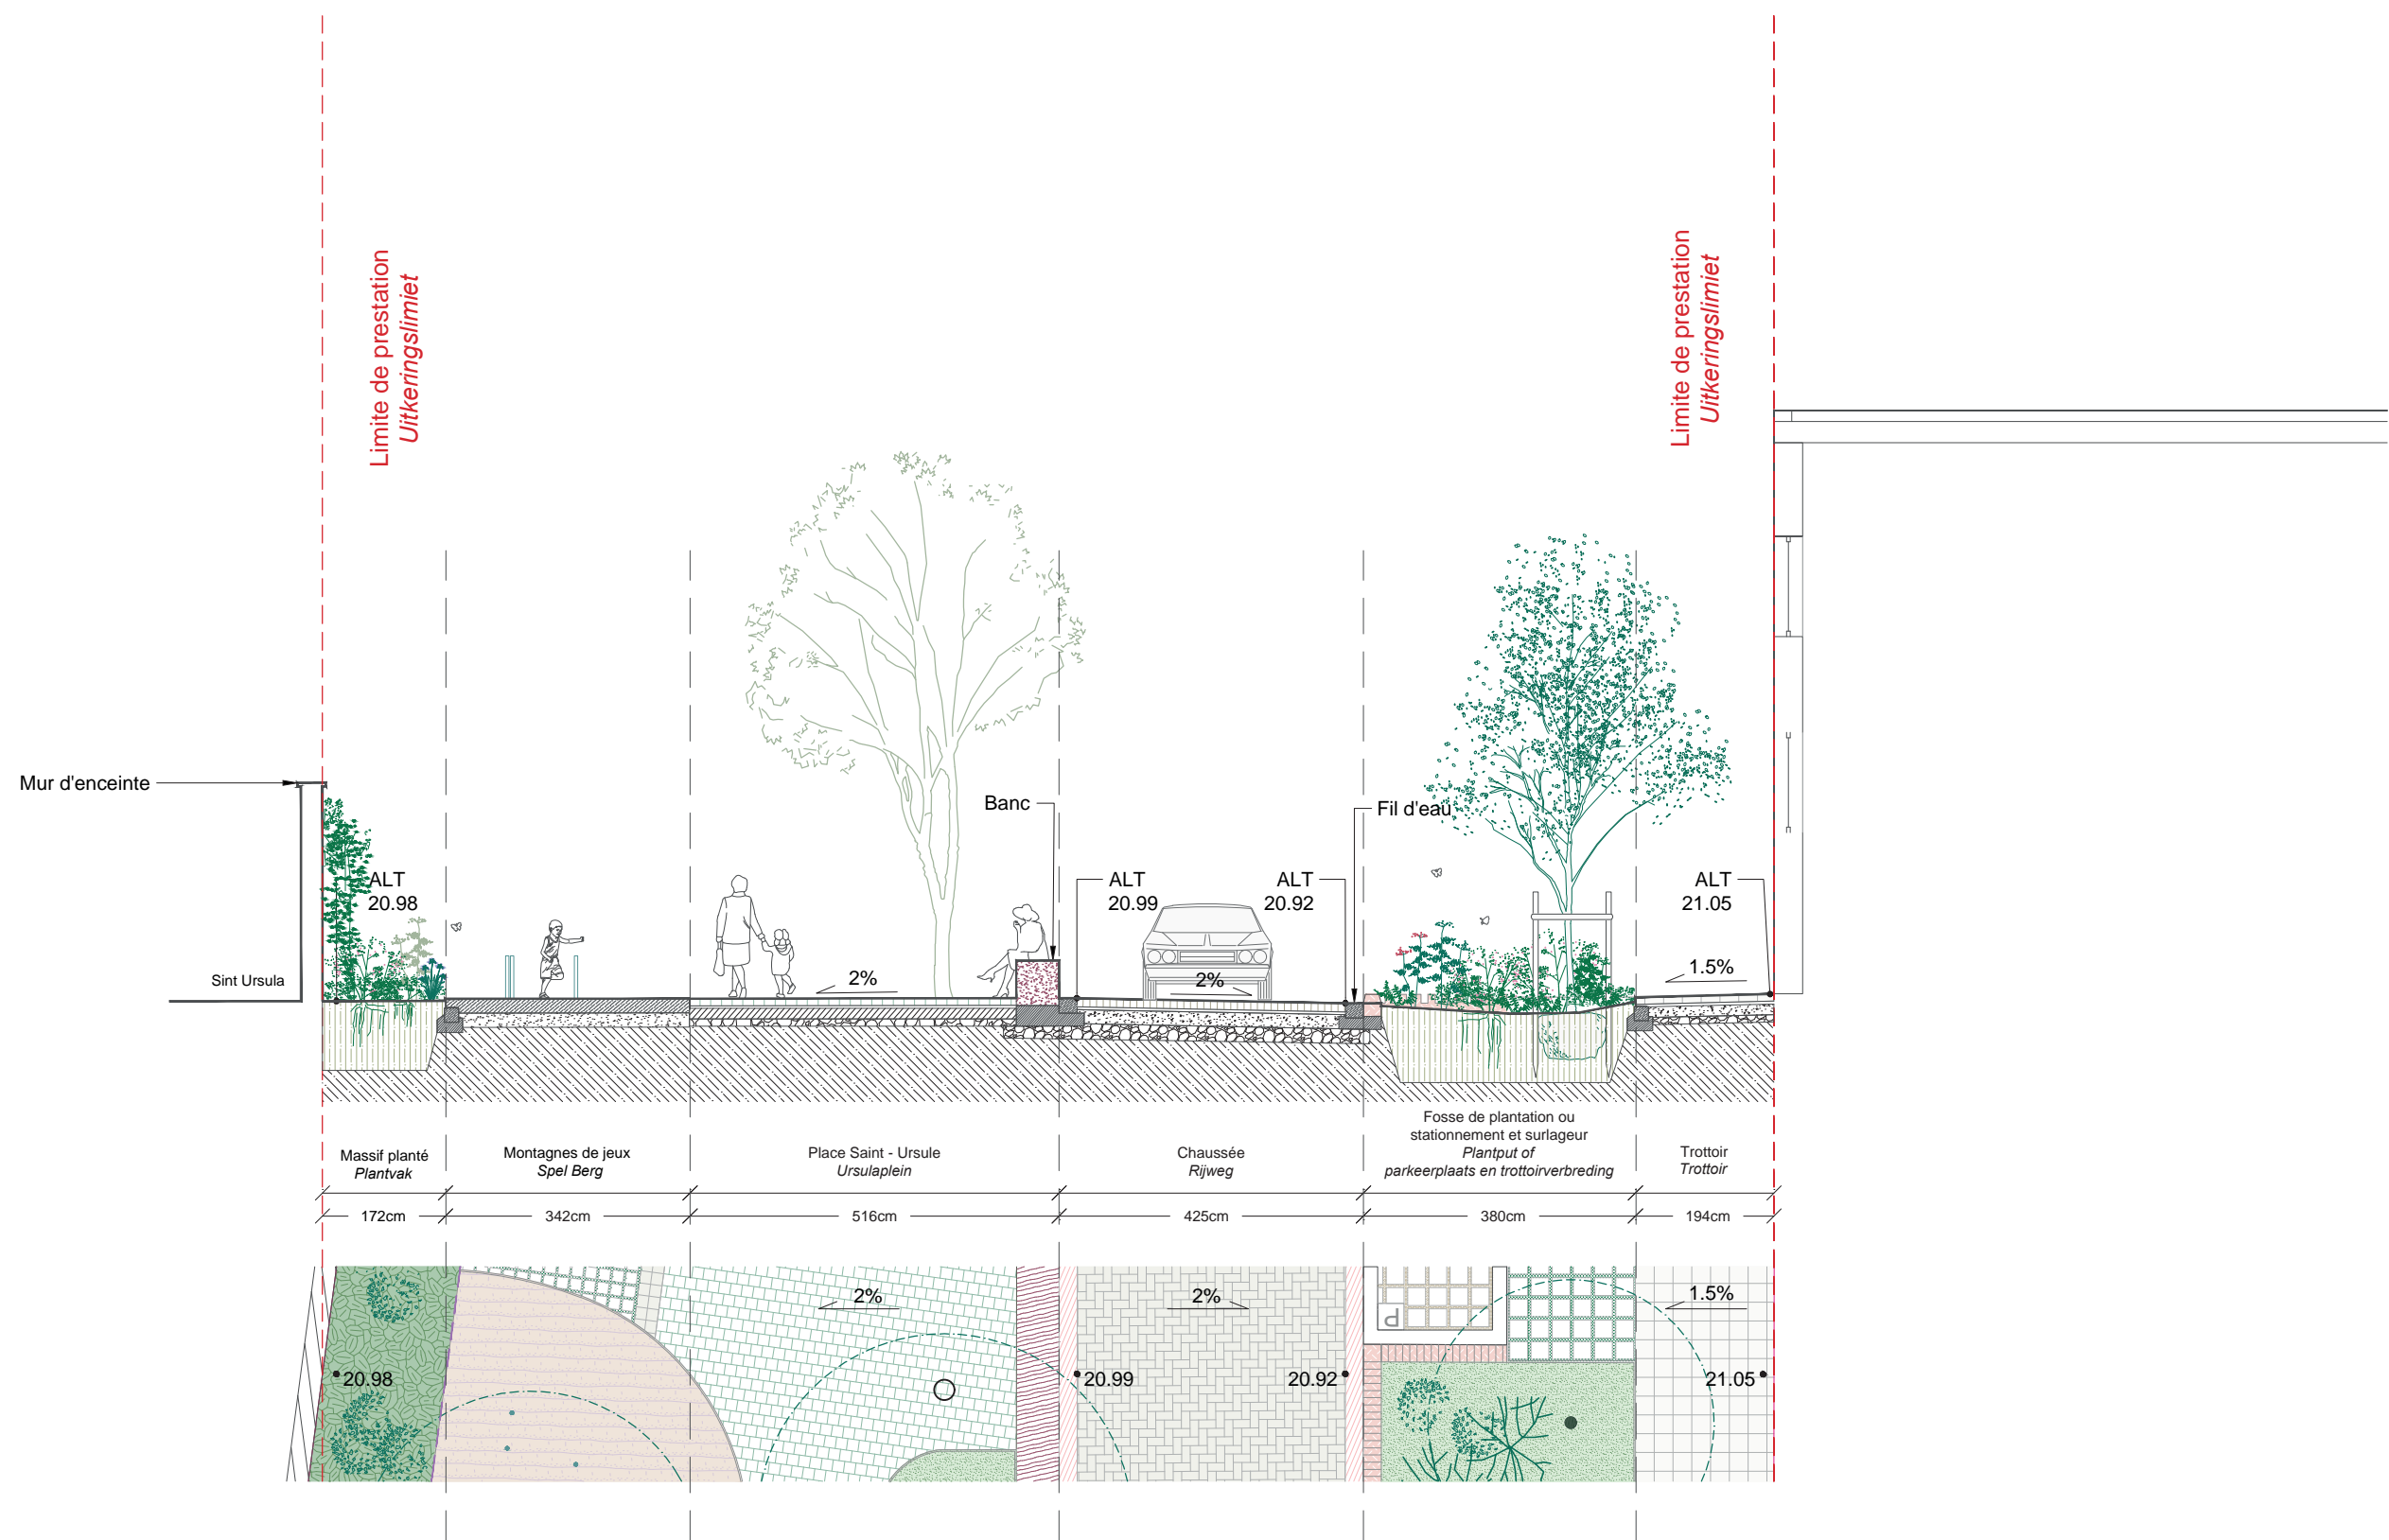 Limite de prestation
Uitkeringslimiet
Limite de prestation
Uitkeringslimiet
Mur d'enceinte
Banc
Fil d'eau
ALT
20.98
ALT
20.99
ALT
20.92
ALT
21.05
Sint Ursula
2%
2%
1.5%
Massif planté
Plantvak
Montagnes de jeux
Spel Berg
Place Saint - Ursule
Ursulaplein
Chaussée
Rijweg
Fosse de plantation ou
stationnement et surlageur
Plantput of
parkeerplaats en trottoirverbreding
Trottoir
Trottoir
172cm
342cm
516cm
425cm
380cm
194cm
2%
2%
1.5%
P
20.98
20.99
20.92
21.05